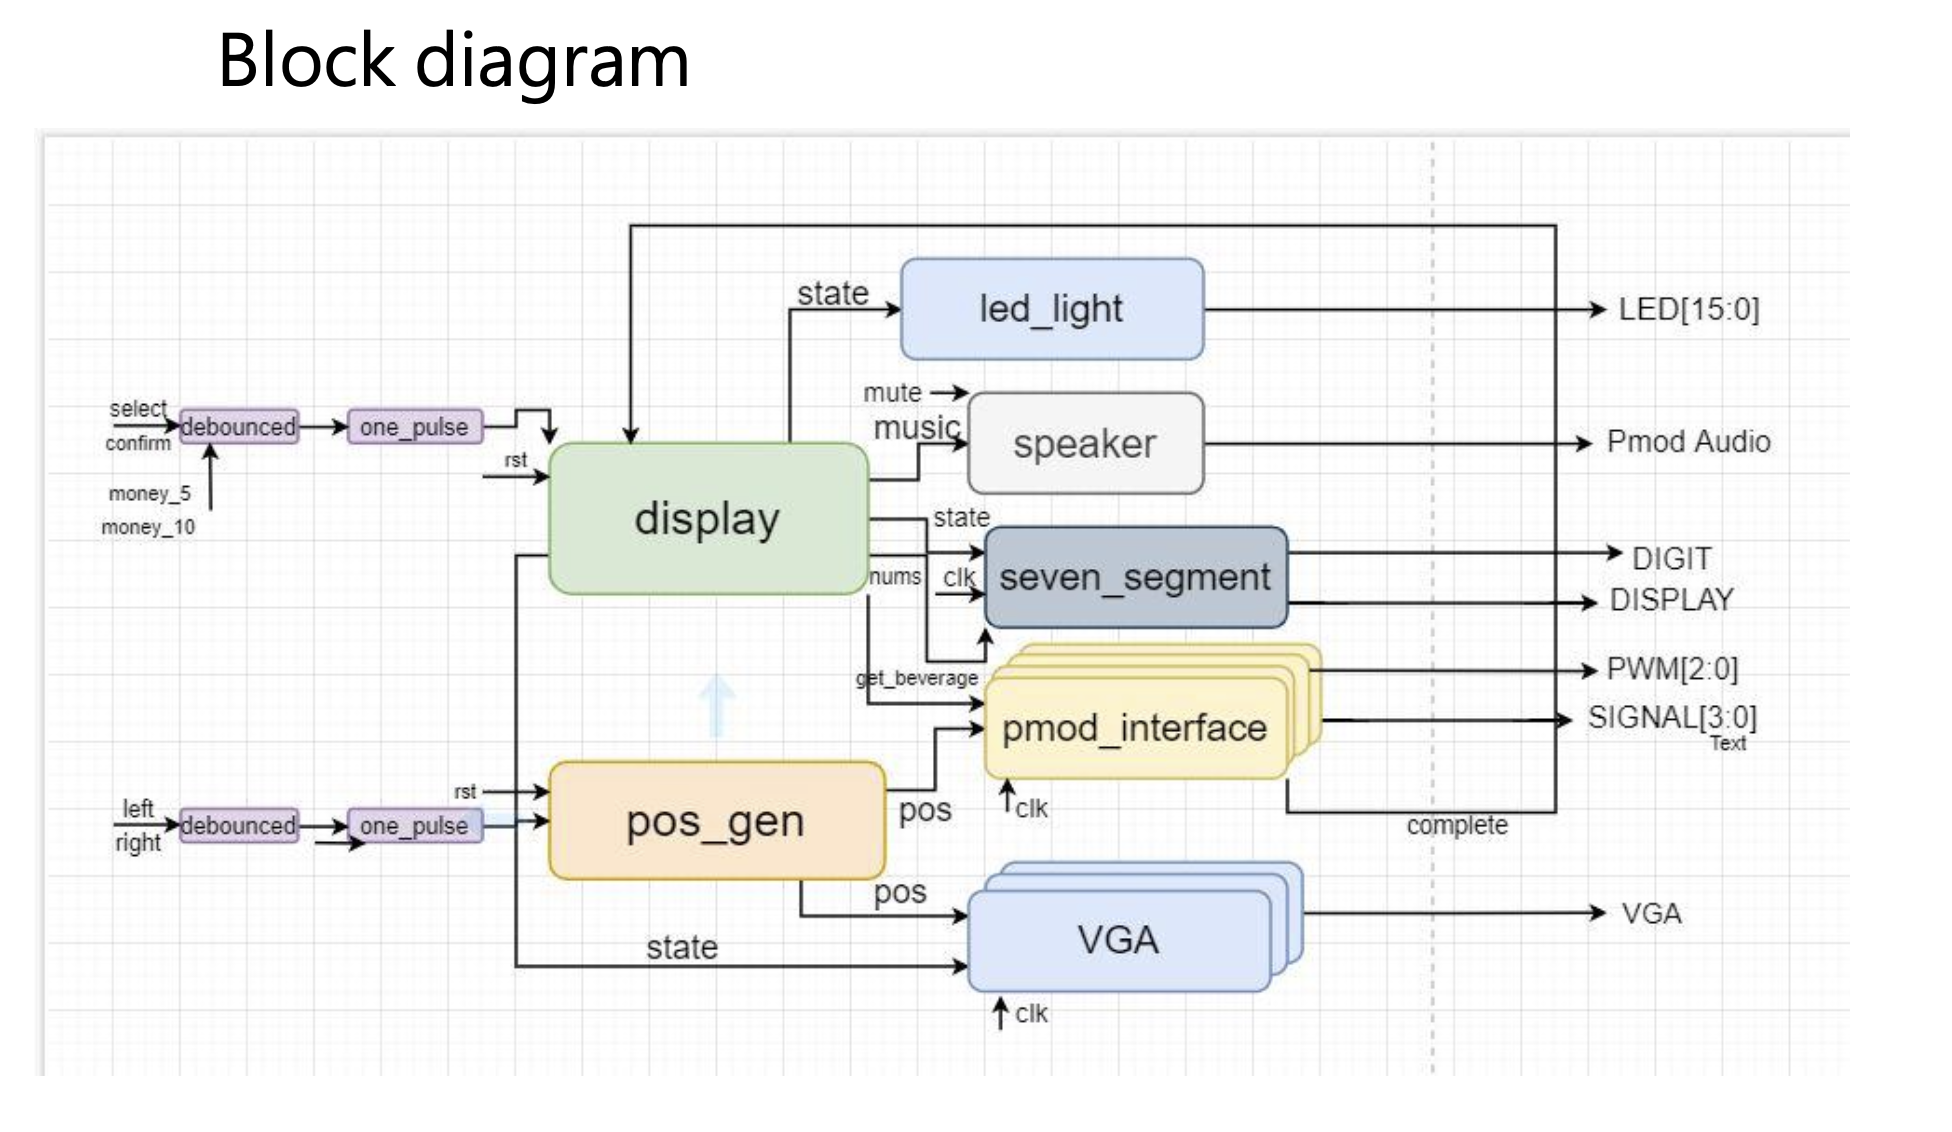 Block diagram
state
led_light
LED[15:0]
mute
music
speaker
Pmod Audio
select
confirm
debounced
one_pulse
rst
money_5
money_10
display
state
nums
clk
seven_segment
DIGIT
DISPLAY
get_beverage
pmod_interface
PWM[2:0]
SIGNAL[3:0]
Text
clk
complete
left
right
debounced
one_pulse
rst
pos_gen
pos
pos
state
VGA
clk
VGA